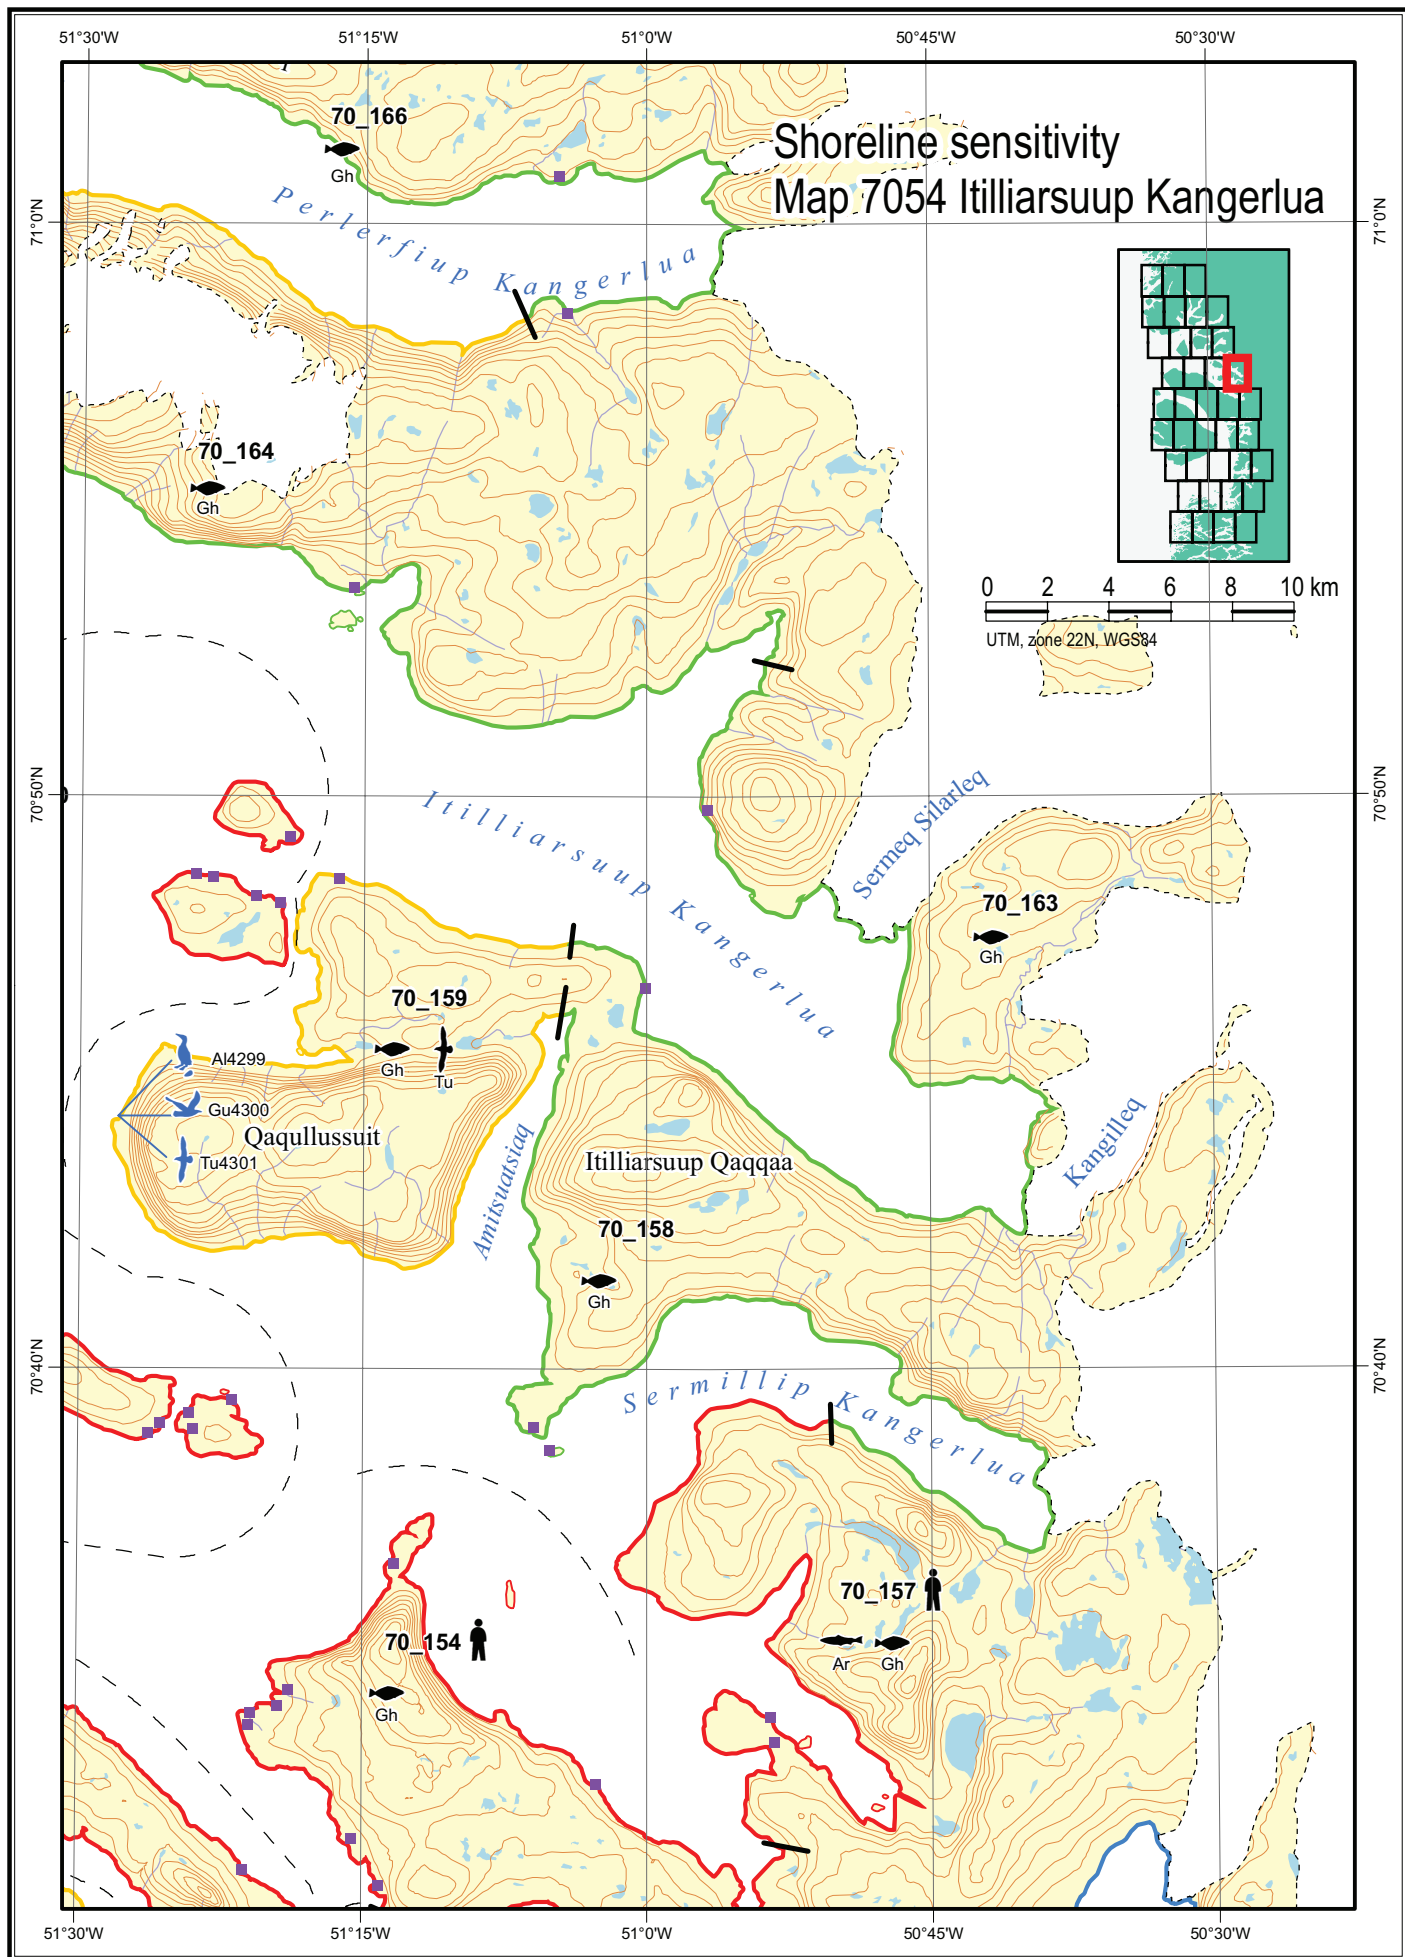 51°30'W 51°15'W 51°0'W 50°45'W 50°30'W
70_166
Gh
Shoreline sensitivity
Map 7054 Itilliarsuup Kangerlua
71°0'N
71°0'N
Perlerfiup Kangerlua
70_164
Gh
0 2 4 6 8 10 km
UTM, zone 22N, WGS84
70°50'N
70°50'N
Itilliarsuup Kangerlua
Sermeq Silarleq
70_163
Gh
70_159
Gh
Tu
Al4299
Gu4300
Tu4301
Qaqullussuit
Amitsuatsiaq
Itilliarsuup Qaqqaa
Kangilleq
70_158
Gh
70°40'N
70°40'N
Sermillip Kangerlua
70_157
Ar
Gh
70_154
Gh
51°30'W 51°15'W 51°0'W 50°45'W 50°30'W